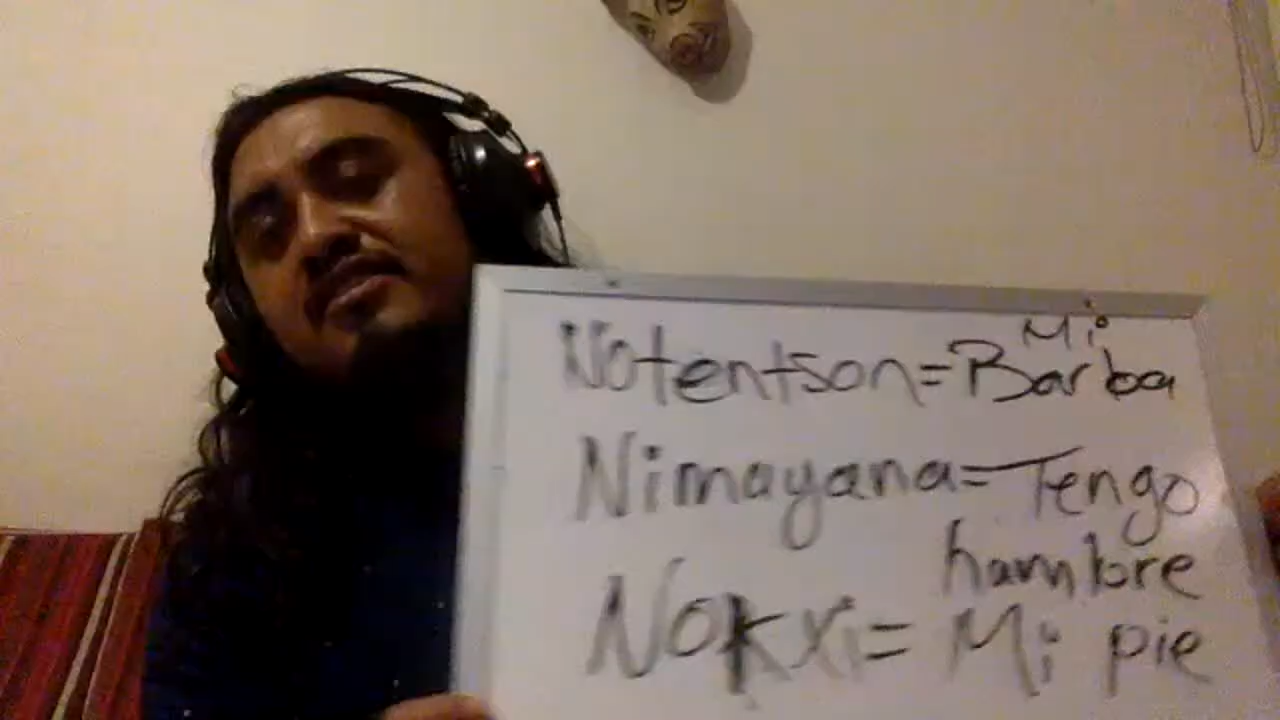 Notentson = Mi Barba
Nimayana = Tengo
hambre
Nokxi = Mi pie